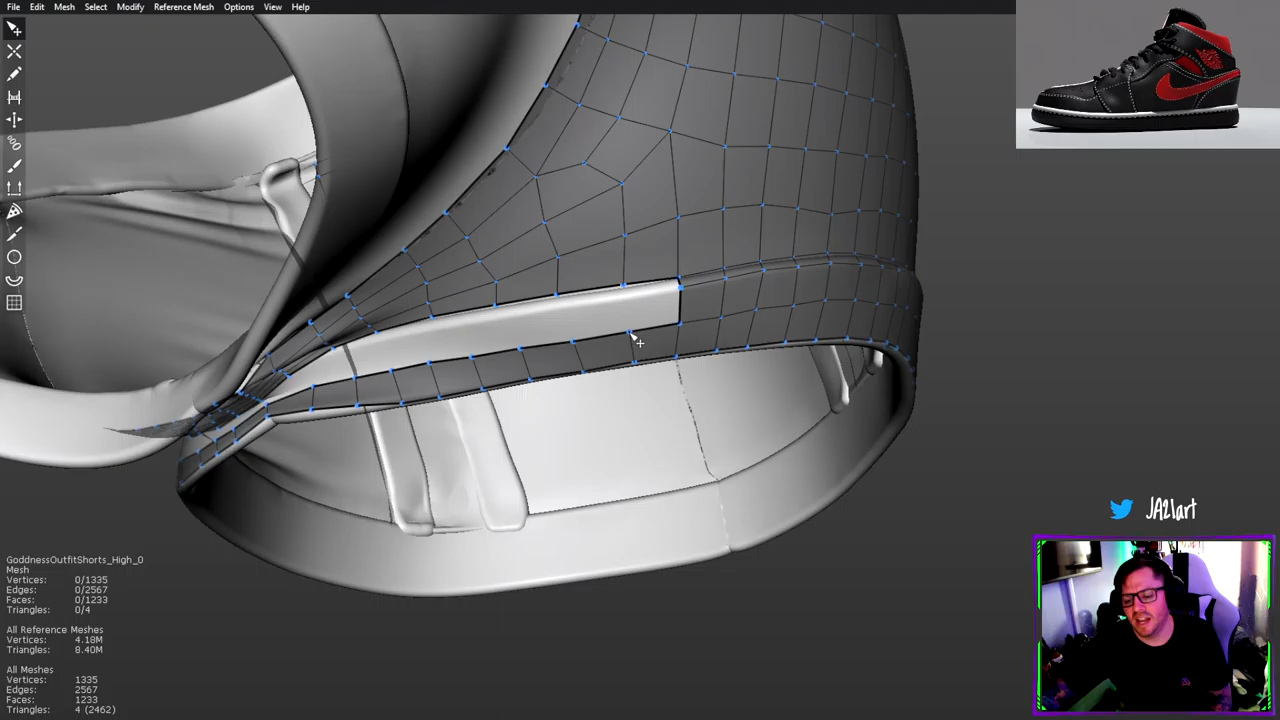 File Edit Mesh Select Modify Reference Mesh Options View Help
GoddnessOutfitShorts_High_0
Mesh
Vertices: 0/1335
Edges: 0/2567
Faces: 0/1233
Triangles: 0/4
All Reference Meshes
Vertices: 4.18M
Triangles: 8.40M
All Meshes
Vertices: 1335
Edges: 2567
Faces: 1233
Triangles: 4 (2462)
JA21art